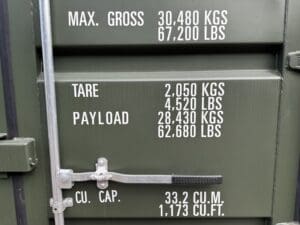 MAX. GROSS 30.480 KGS
67,200 LBS
TARE 2.050 KGS
4.520 LBS
PAYLOAD 28.430 KGS
62.680 LBS
CU. CAP. 33.2 CU.M.
1,173 CU.FT.